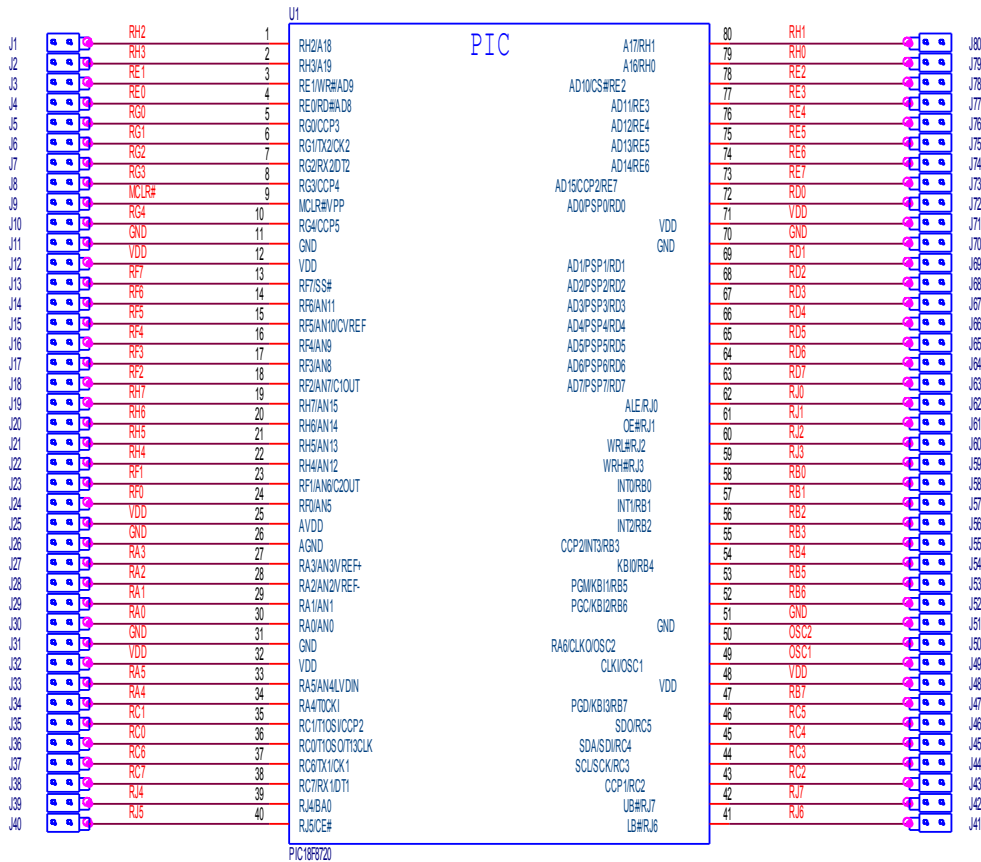 U1
PIC
J1 RH2 1 RH2/A18 A17/RH1 80 RH1 J80
J2 RH3 2 RH3/A19 A16/RH0 79 RH0 J79
J3 RE1 3 RE1/WR#/AD9 AD10/CS#/RE2 78 RE2 J78
J4 RE0 4 RE0/RD#/AD8 AD11/RE3 77 RE3 J77
J5 RG0 5 RG0/CCP3 AD12/RE4 76 RE4 J76
J6 RG1 6 RG1/TX2/CK2 AD13/RE5 75 RE5 J75
J7 RG2 7 RG2/RX2/DT2 AD14/RE6 74 RE6 J74
J8 RG3 8 RG3/CCP4 AD15/CCP2/RE7 73 RE7 J73
J9 MCLR# 9 MCLR#/VPP AD0/PSP0/RD0 72 RD0 J72
J10 RG4 10 RG4/CCP5 VDD 71 VDD J71
J11 GND 11 GND GND 70 GND J70
J12 VDD 12 VDD AD1/PSP1/RD1 69 RD1 J69
J13 RF7 13 RF7/SS# AD2/PSP2/RD2 68 RD2 J68
J14 RF6 14 RF6/AN11 AD3/PSP3/RD3 67 RD3 J67
J15 RF5 15 RF5/AN10/CVREF AD4/PSP4/RD4 66 RD4 J66
J16 RF4 16 RF4/AN9 AD5/PSP5/RD5 65 RD5 J65
J17 RF3 17 RF3/AN8 AD6/PSP6/RD6 64 RD6 J64
J18 RF2 18 RF2/AN7/C1OUT AD7/PSP7/RD7 63 RD7 J63
J19 RH7 19 RH7/AN15 ALE/RJ0 62 RJ0 J62
J20 RH6 20 RH6/AN14 OE#/RJ1 61 RJ1 J61
J21 RH5 21 RH5/AN13 WRL#/RJ2 60 RJ2 J60
J22 RH4 22 RH4/AN12 WRH#/RJ3 59 RJ3 J59
J23 RF1 23 RF1/AN6/C2OUT INT0/RB0 58 RB0 J58
J24 RF0 24 RF0/AN5 INT1/RB1 57 RB1 J57
J25 VDD 25 AVDD INT2/RB2 56 RB2 J56
J26 GND 26 AGND CCP2/INT3/RB3 55 RB3 J55
J27 RA3 27 RA3/AN3/VREF+ KBI0/RB4 54 RB4 J54
J28 RA2 28 RA2/AN2/VREF- PGM/KBI1/RB5 53 RB5 J53
J29 RA1 29 RA1/AN1 PGC/KBI2/RB6 52 RB6 J52
J30 RA0 30 RA0/AN0 GND 51 GND J51
J31 GND 31 GND RA6/CLKO/OSC2 50 OSC2 J50
J32 VDD 32 VDD CLKI/OSC1 49 OSC1 J49
J33 RA5 33 RA5/AN4/LVDIN VDD 48 VDD J48
J34 RA4 34 RA4/T0CKI PGD/KBI3/RB7 47 RB7 J47
J35 RC1 35 RC1/T1OSI/CCP2 SDO/RC5 46 RC5 J46
J36 RC0 36 RC0/T1OSO/T13CLK SDA/SDI/RC4 45 RC4 J45
J37 RC6 37 RC6/TX1/CK1 SCL/SCK/RC3 44 RC3 J44
J38 RC7 38 RC7/RX1/DT1 CCP1/RC2 43 RC2 J43
J39 RJ4 39 RJ4/BA0 UB#/RJ7 42 RJ7 J42
J40 RJ5 40 RJ5/CE# LB#/RJ6 41 RJ6 J41
PIC18F8720